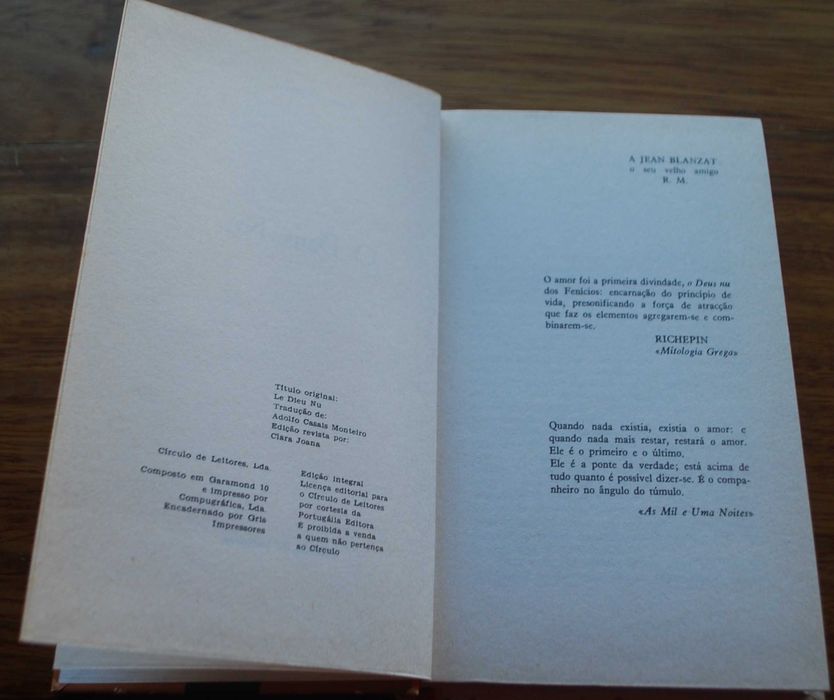 Título original:
Le Dieu Nu
Tradução de:
Adolfo Casais Monteiro
Edição revista por:
Clara Joana
Círculo de Leitores, Lda
Composto em Garamond 10
e impresso por
Compugráfica, Lda.
Encadernado por Gris
Impressores
Edição integral
Licença editorial para
o Círculo de Leitores
por cortesia da
Portugália Editora
É proibida a venda
a quem não pertença
ao Círculo
A JEAN BLANZAT
o seu velho amigo
R. M.
O amor foi a primeira divindade, o Deus nu
dos Fenícios: encarnação do princípio de
vida, presonificando a força de atracção
que faz os elementos agregarem-se e com-
binarem-se.
RICHEPIN
«Mitologia Grega»
Quando nada existia, existia o amor: e
quando nada mais restar, restará o amor.
Ele é o primeiro e o último.
Ele é a ponte da verdade; está acima de
tudo quanto é possível dizer-se. É o compa-
nheiro no ângulo do túmulo.
«As Mil e Uma Noites»